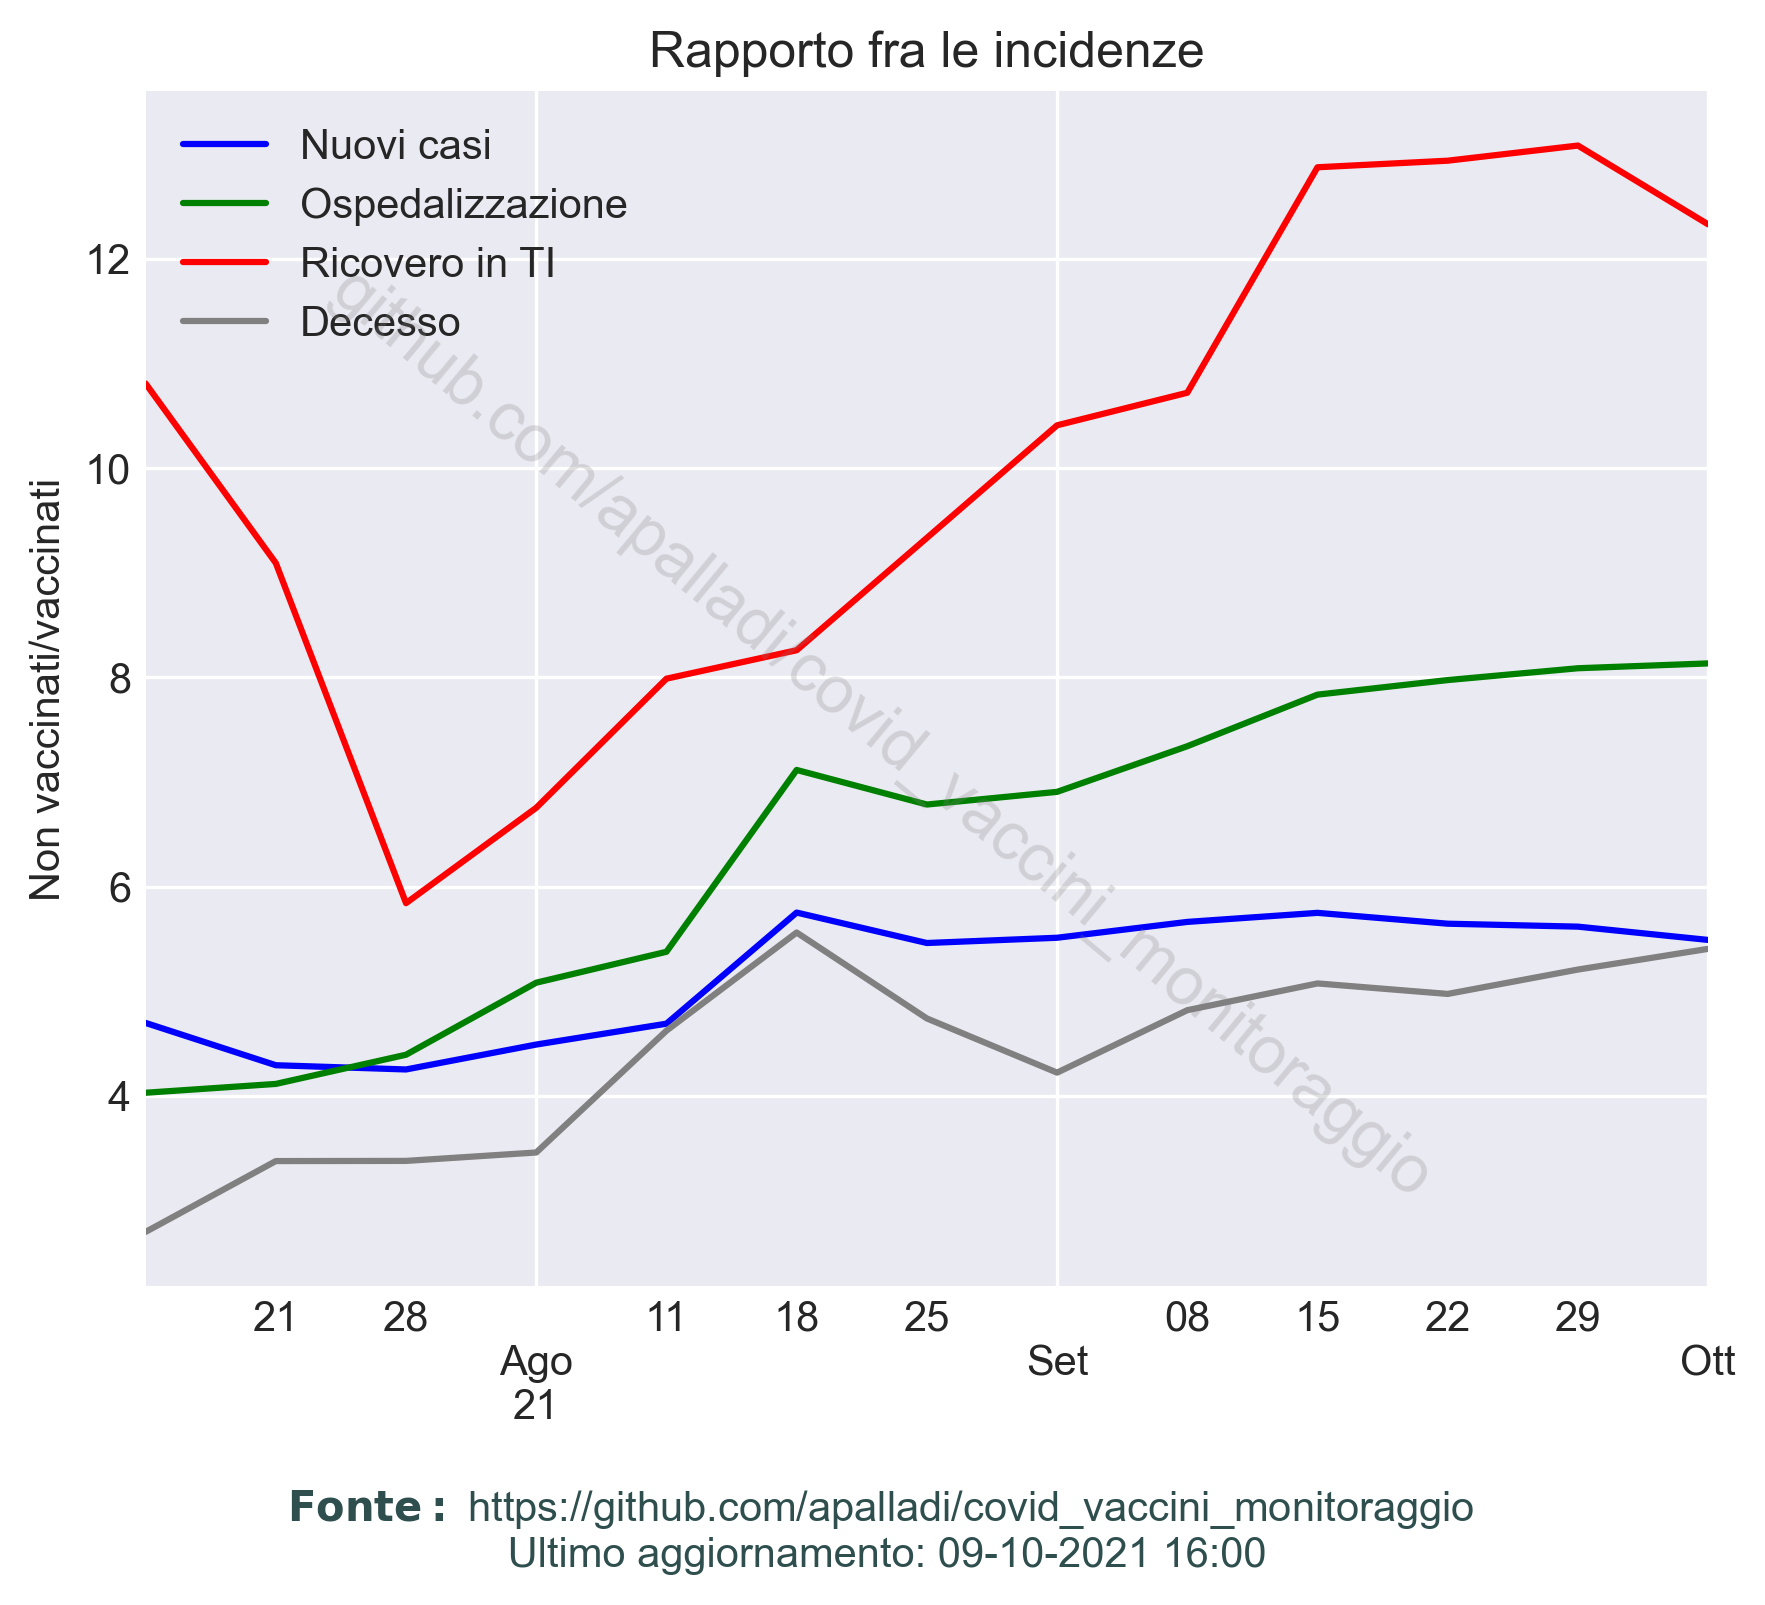 Rapporto fra le incidenze
Nuovi casi
Ospedalizzazione
Ricovero in TI
Decesso
12
10
8
6
4
Non vaccinati/vaccinati
github.com/apalladi/covid_vaccini_monitoraggio
21 28 11 18 25 08 15 22 29
Ago Set Ott
21
Fonte: https://github.com/apalladi/covid_vaccini_monitoraggio
Ultimo aggiornamento: 09-10-2021 16:00